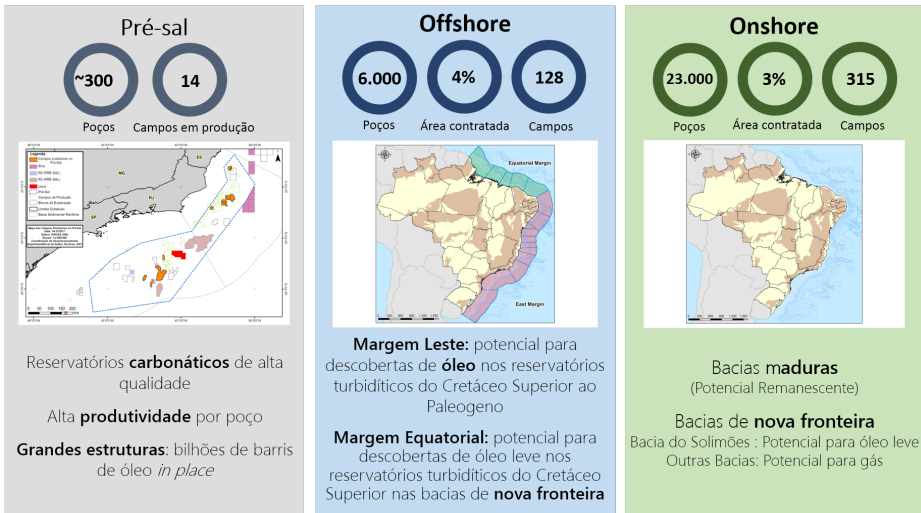 Pré-sal
~300
14
Poços
Campos em produção
Legenda
ES
MG
RJ
SP
Reservatórios carbonáticos de alta
qualidade
Alta produtividade por poço
Grandes estruturas: bilhões de barris
de óleo in place
Offshore
6.000
4%
128
Poços
Área contratada
Campos
Equatorial Margin
East Margin
Margem Leste: potencial para
descobertas de óleo nos reservatórios
turbidíticos do Cretáceo Superior ao
Paleogeno
Margem Equatorial: potencial para
descobertas de óleo leve nos
reservatórios turbidíticos do Cretáceo
Superior nas bacias de nova fronteira
Onshore
23.000
3%
315
Poços
Área contratada
Campos
Bacias maduras
(Potencial Remanescente)
Bacias de nova fronteira
Bacia do Solimões : Potencial para óleo leve
Outras Bacias: Potencial para gás